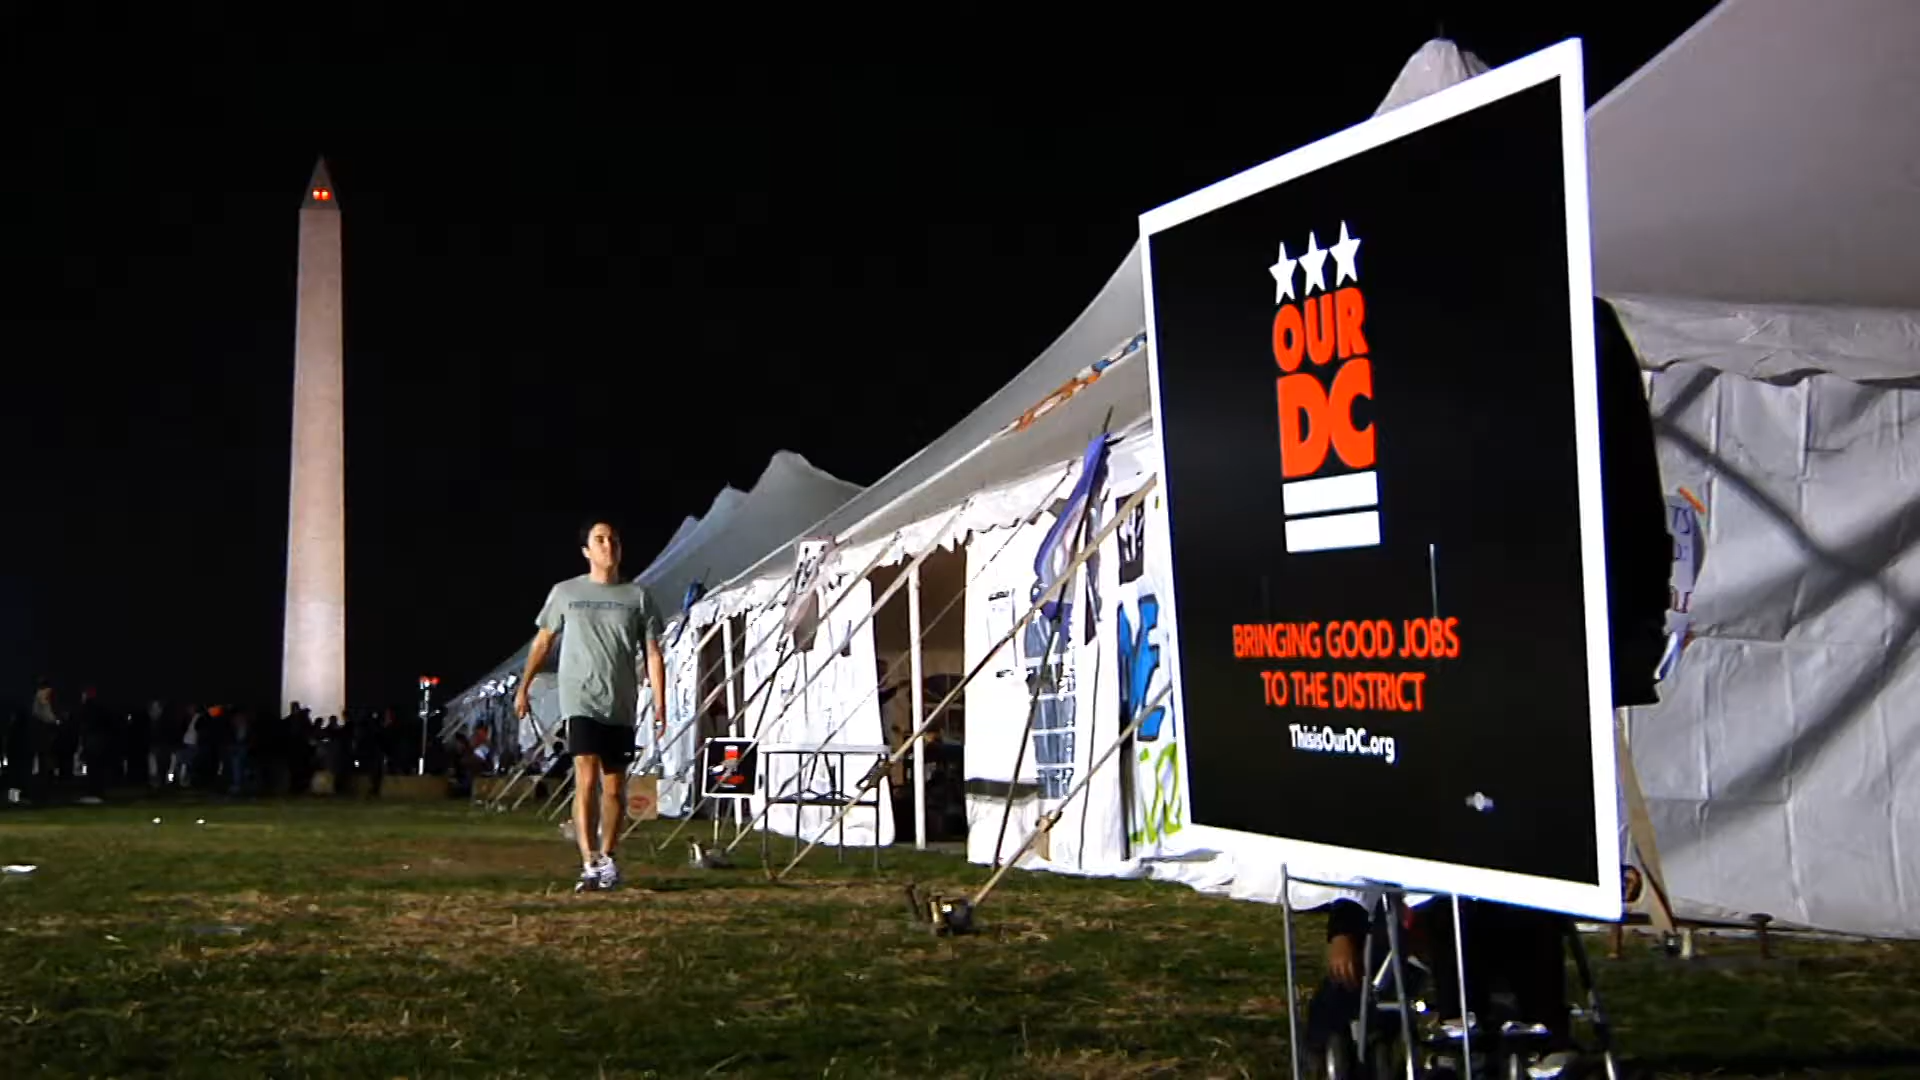 OUR
DC
BRINGING GOOD JOBS
TO THE DISTRICT
ThisisOurDC.org